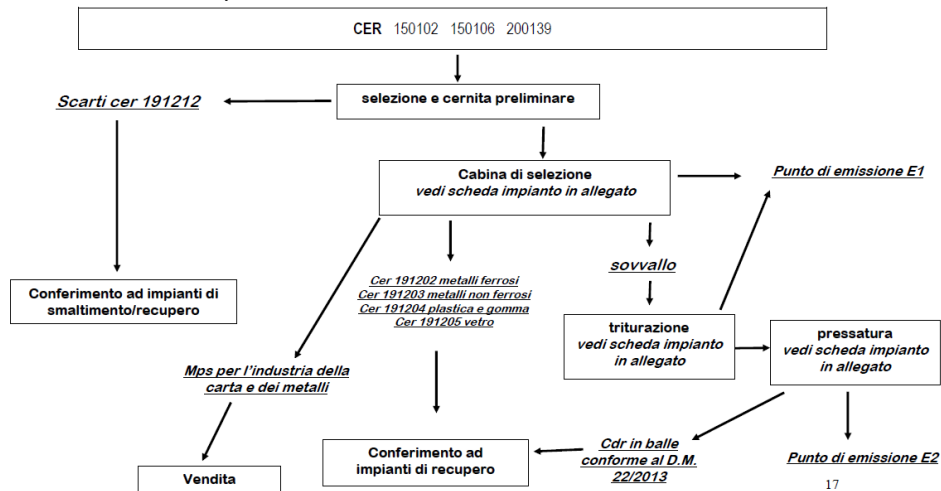 CER 150102 150106 200139
Scarti cer 191212
selezione e cernita preliminare
Cabina di selezione
vedi scheda impianto in allegato
Punto di emissione E1
sovvallo
Cer 191202 metalli ferrosi
Cer 191203 metalli non ferrosi
Cer 191204 plastica e gomma
Cer 191205 vetro
Conferimento ad impianti di
smaltimento/recupero
triturazione
vedi scheda impianto
in allegato
pressatura
vedi scheda impianto
in allegato
Mps per l'industria della
carta e dei metalli
Conferimento ad
impianti di recupero
Cdr in balle
conforme al D.M.
22/2013
Punto di emissione E2
Vendita
17